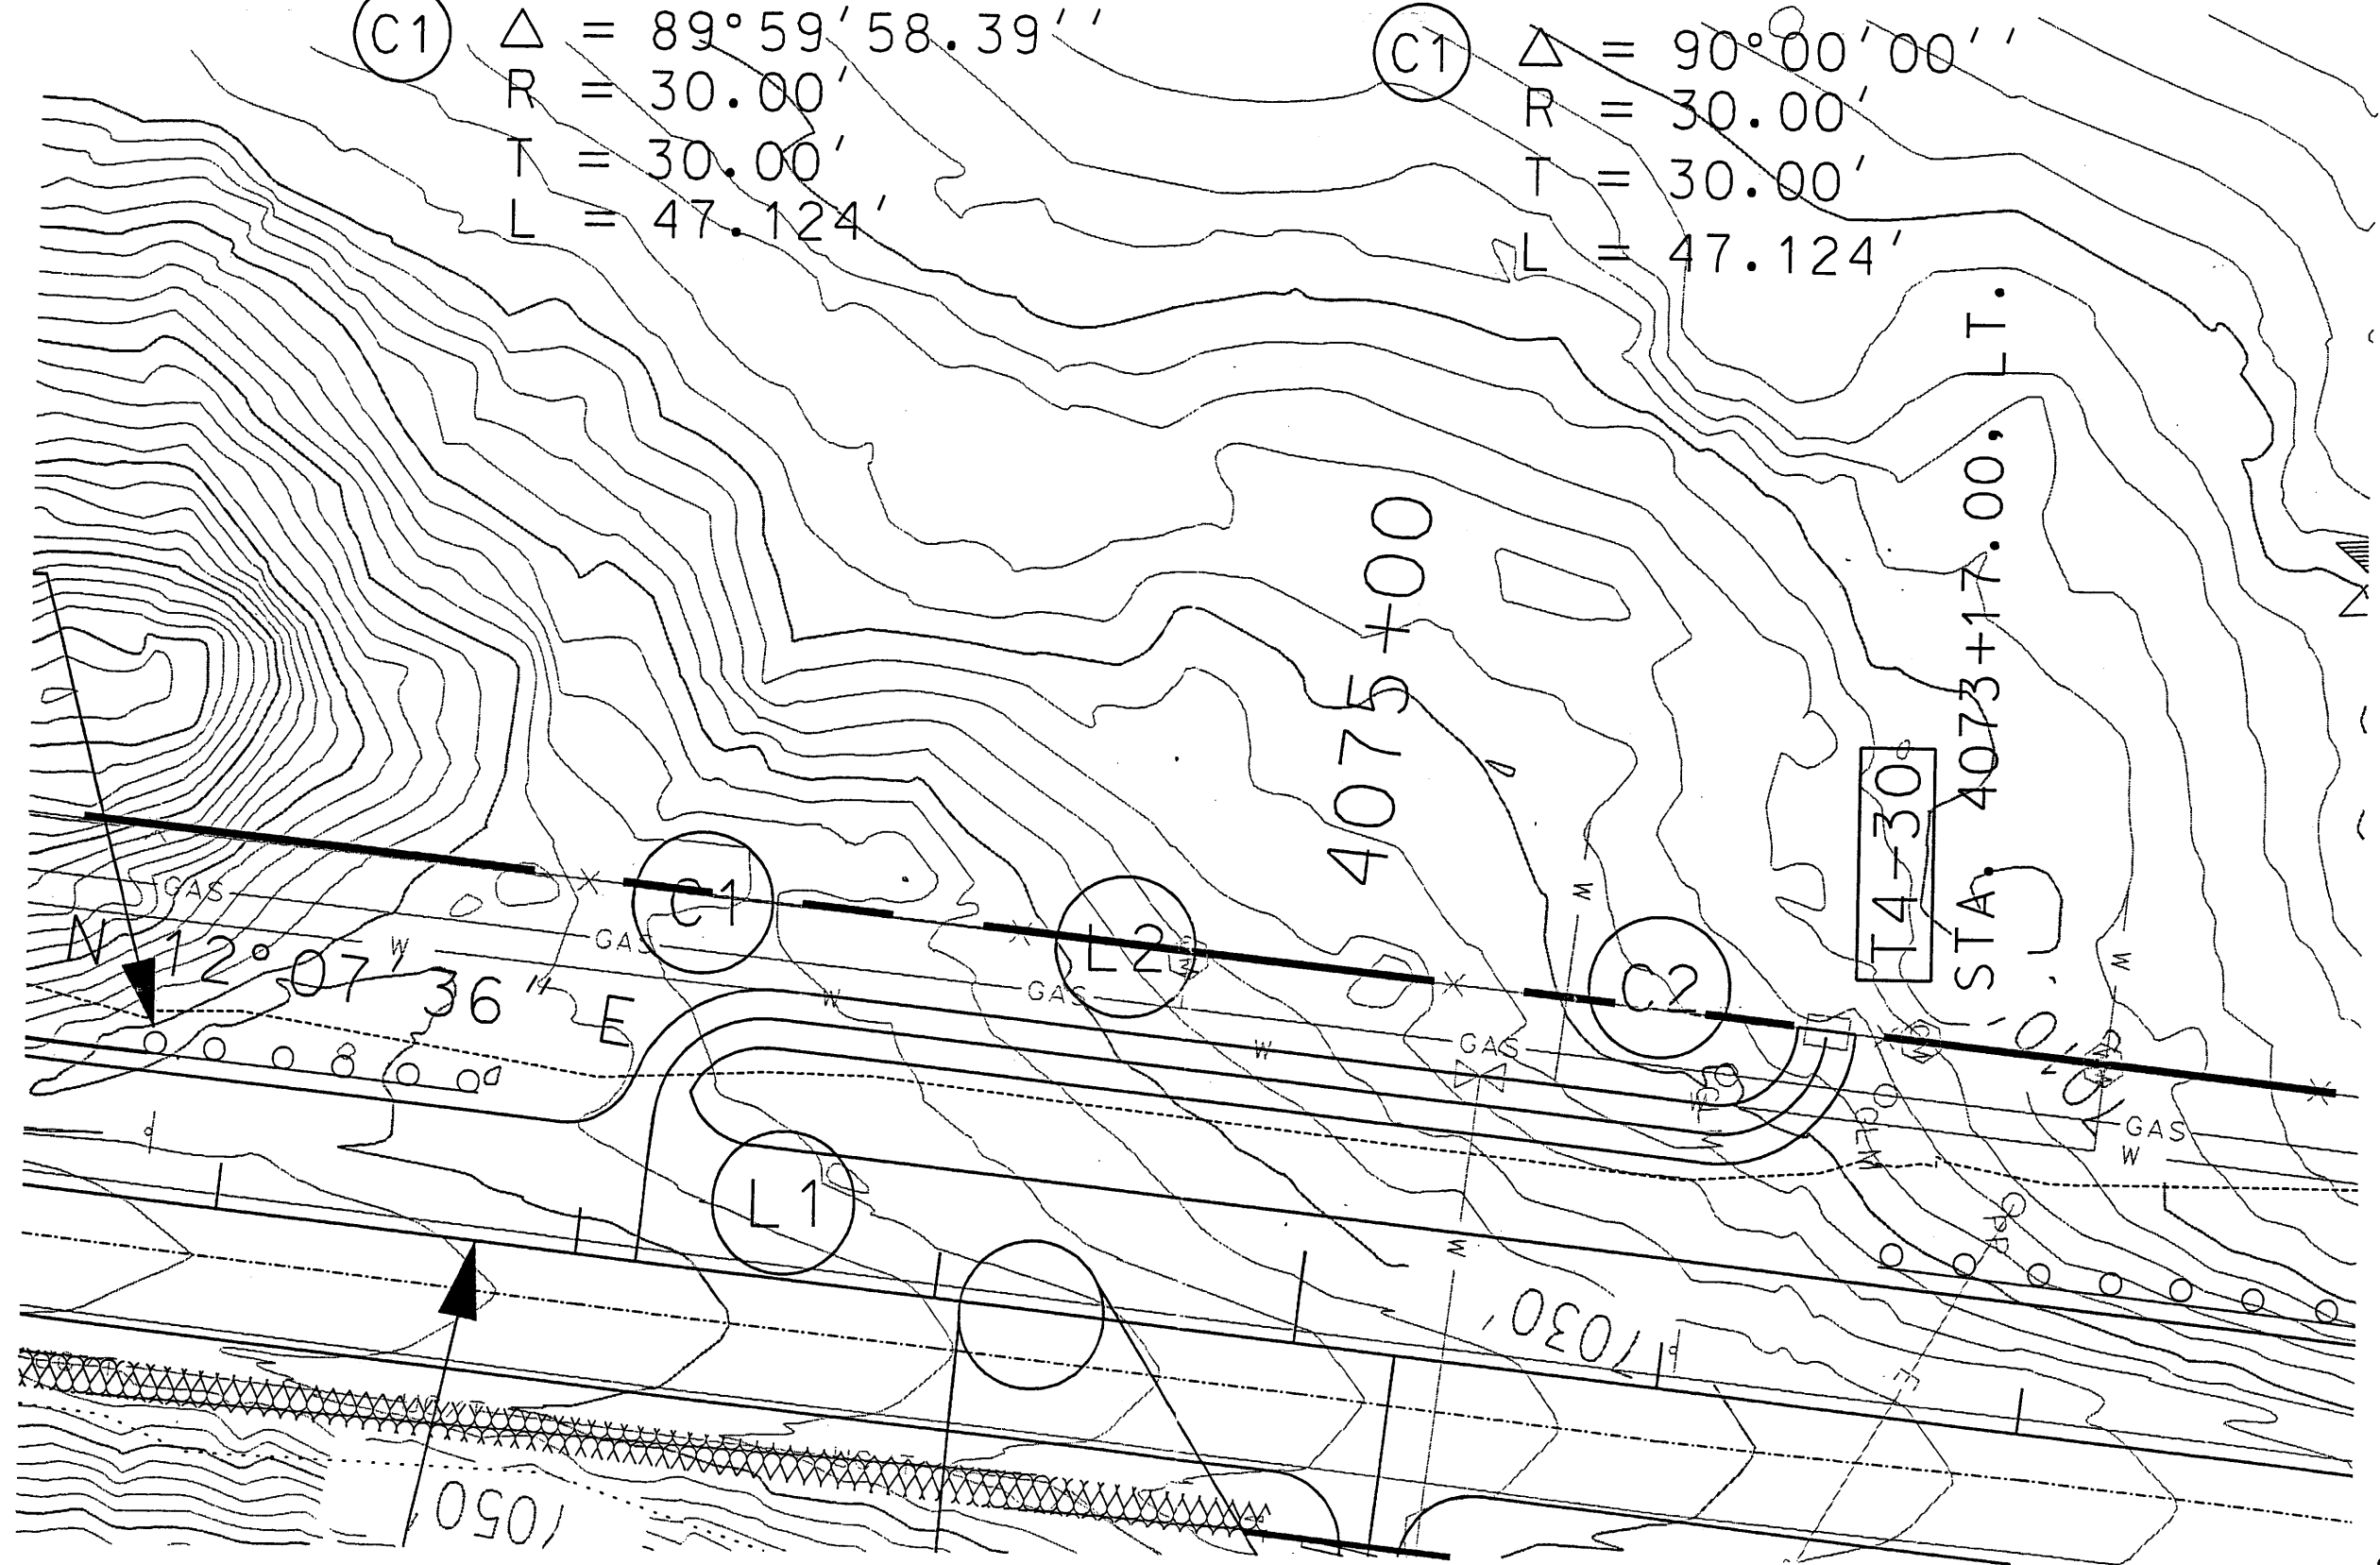 C1 Δ = 89°59'58.39''
R = 30.00'
T = 30.00'
L = 47.124'
C1 Δ = 90°00'00''
R = 30.00'
T = 30.00'
L = 47.124'
4075+00
T4-30
STA. 4073+17.00, LT.
C1
L2
C2
L1
N 12°07'36" E
GAS
GAS
GAS
GAS
GAS
W
W
W
W
W
W
W
W
1030'
1050
PP
E